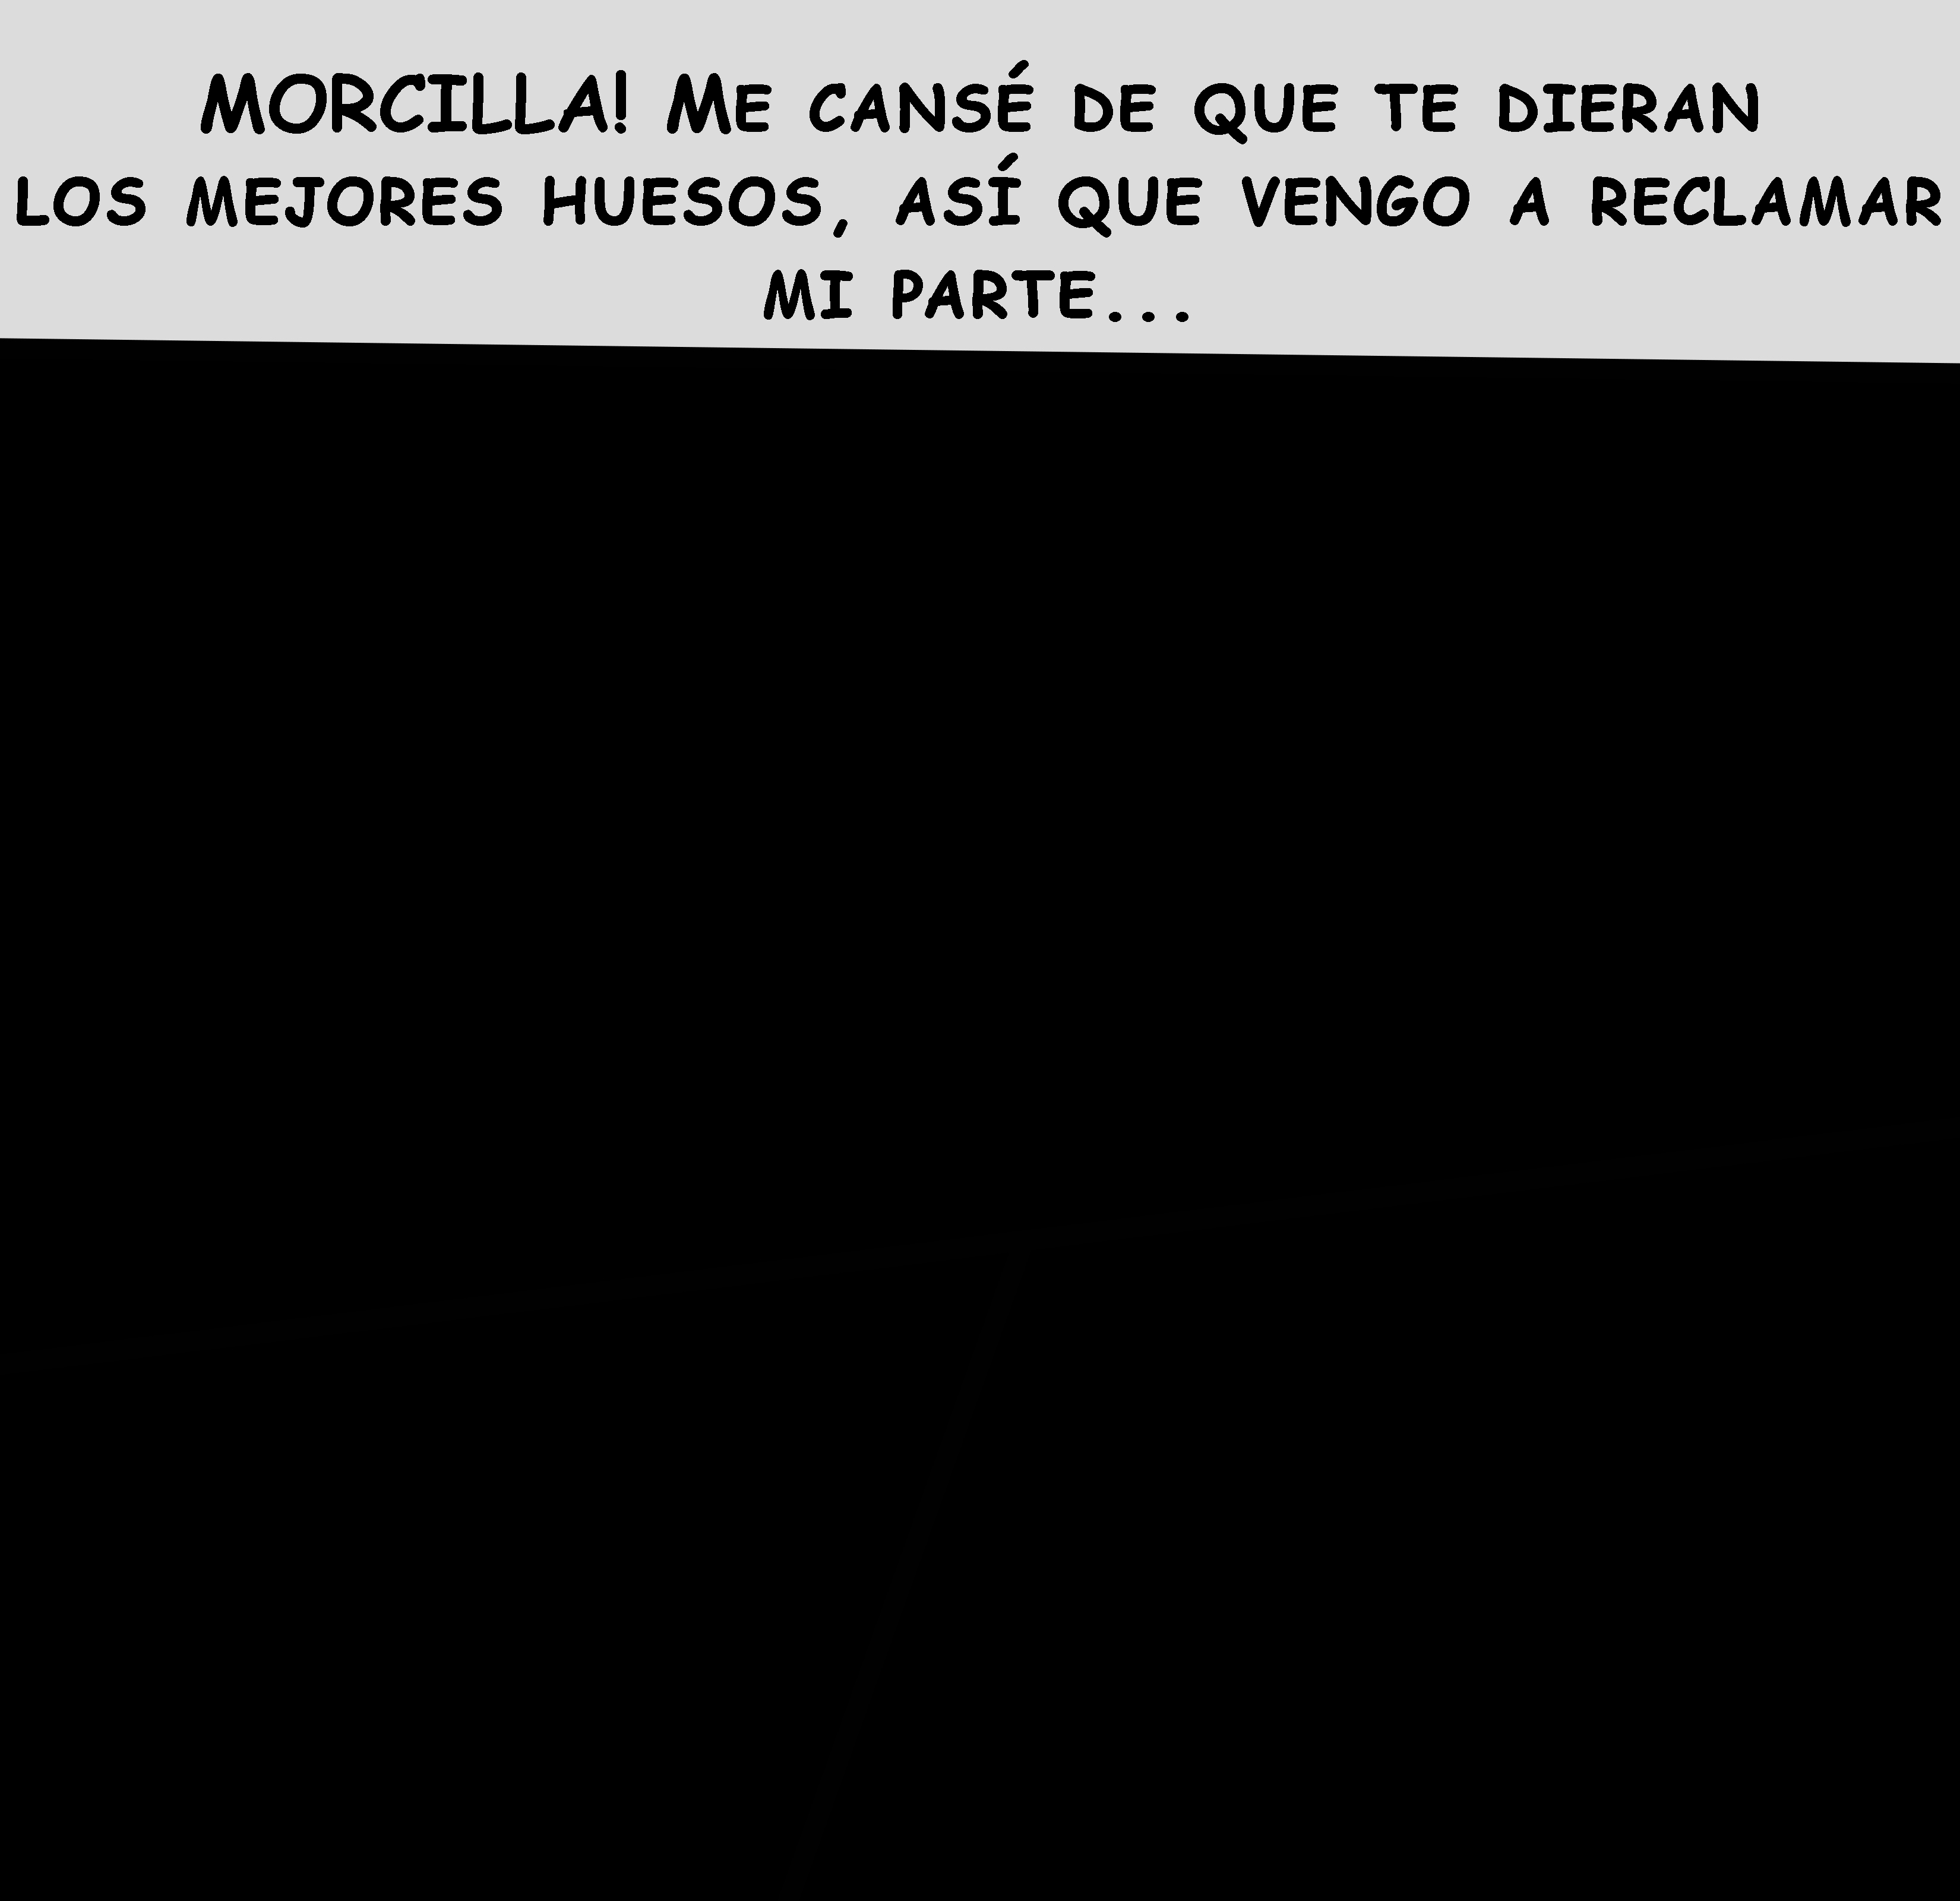 MORCILLA! ME CANSÉ DE QUE TE DIERAN
LOS MEJORES HUESOS, ASÍ QUE VENGO A RECLAMAR
MI PARTE...